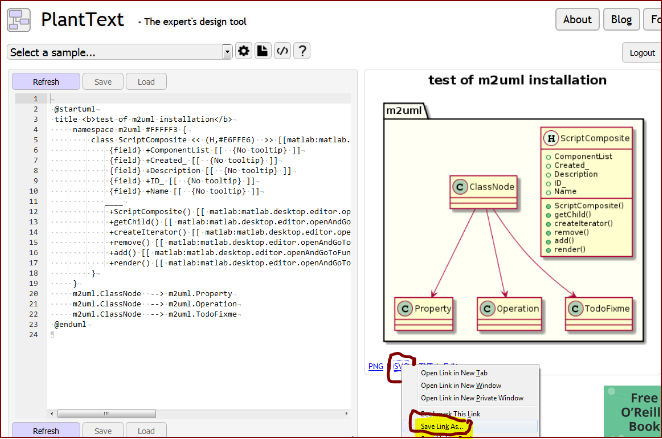 PlantText - The expert's design tool
About
Blog
Fo
Select a sample...
Logout
Refresh
Save
Load
1
2 @startuml
3 title <b>test of m2uml installation</b>
4 namespace m2uml #FFFFF3 {
5 class ScriptComposite << (H,#E6FFE6) >> [[matlab:matlab.
6 {field} +ComponentList [[ {No tooltip} ]]
7 {field} +Created_ [[ {No tooltip} ]]
8 {field} +Description [[ {No tooltip} ]]
9 {field} +ID_ [[ {No tooltip} ]]
10 {field} +Name [[ {No tooltip} ]]
11 ____
12 +ScriptComposite() [[ matlab:matlab.desktop.editor.op
13 +getChild() [[ matlab:matlab.desktop.editor.openAndGo
14 +createIterator() [[ matlab:matlab.desktop.editor.ope
15 +remove() [[ matlab:matlab.desktop.editor.openAndGoTo
16 +add() [[ matlab:matlab.desktop.editor.openAndGoToFun
17 +render() [[ matlab:matlab.desktop.editor.openAndGoTo
18 }
19 }
20 m2uml.ClassNode --> m2uml.Property
21 m2uml.ClassNode --> m2uml.Operation
22 m2uml.ClassNode --> m2uml.TodoFixme
23 @enduml
24
Refresh
Save
Load
test of m2uml installation
m2uml
H ScriptComposite
ComponentList
Created_
Description
ID_
Name
ScriptComposite()
getChild()
createIterator()
remove()
add()
render()
C ClassNode
C Property
C Operation
C TodoFixme
PNG
SVG
Open Link in New Tab
Open Link in New Window
Open Link in New Private Window
Bookmark This Link
Save Link As...
Free
O'Reill
Book